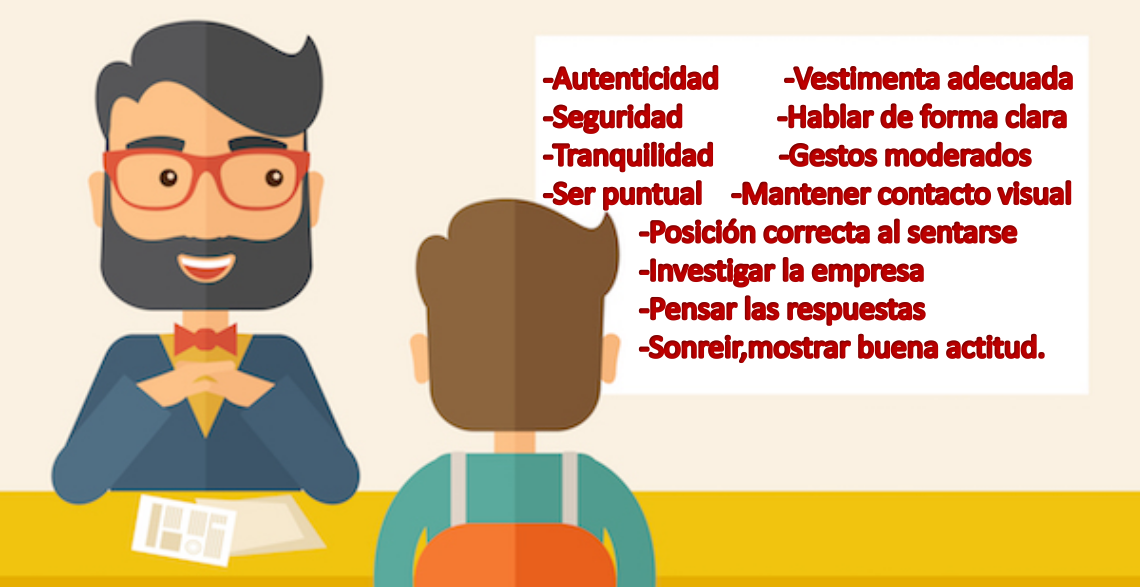 -Autenticidad -Vestimenta adecuada
-Seguridad -Hablar de forma clara
-Tranquilidad -Gestos moderados
-Ser puntual -Mantener contacto visual
-Posición correcta al sentarse
-Investigar la empresa
-Pensar las respuestas
-Sonreir,mostrar buena actitud.